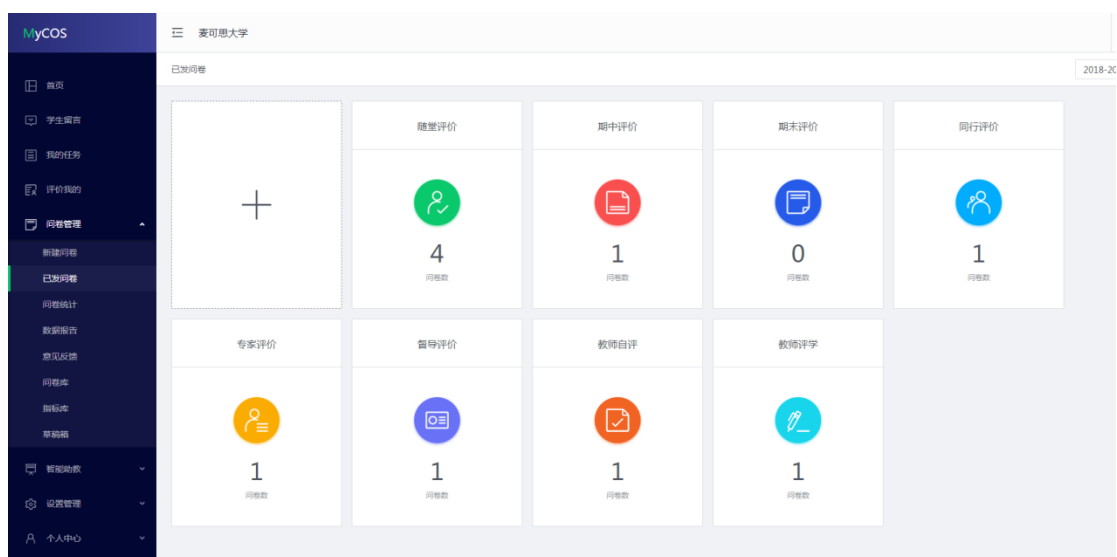 MyCOS
麦可思大学
已发问卷
2018-20
首页
学生留言
我的任务
评价我的
问卷管理
新建问卷
已发问卷
问卷统计
数据报告
意见反馈
问卷库
指标库
草稿箱
智能助教
设置管理
个人中心
随堂评价
期中评价
期末评价
同行评价
4
1
0
1
问卷数
问卷数
问卷数
问卷数
专家评价
督导评价
教师自评
教师评学
1
1
1
1
问卷数
问卷数
问卷数
问卷数